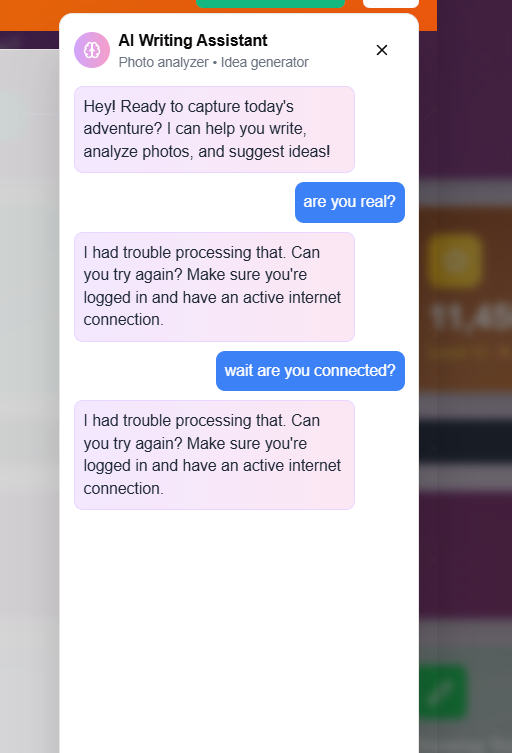 AI Writing Assistant
Photo analyzer • Idea generator
Hey! Ready to capture today's
adventure? I can help you write,
analyze photos, and suggest ideas!
are you real?
I had trouble processing that. Can
you try again? Make sure you're
logged in and have an active internet
connection.
wait are you connected?
I had trouble processing that. Can
you try again? Make sure you're
logged in and have an active internet
connection.
11,45